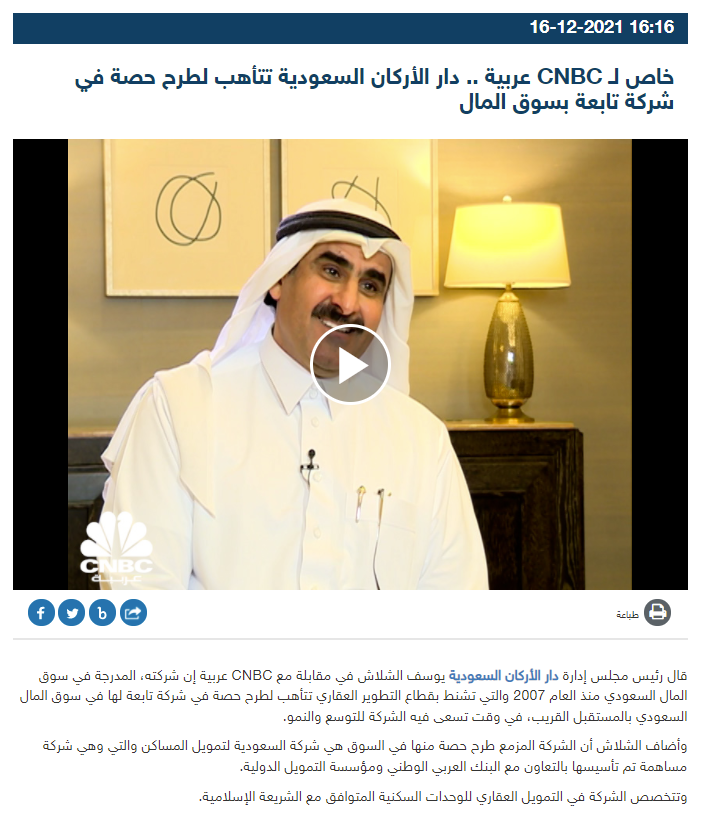 16-12-2021 16:16
خاص لـ CNBC عربية .. دار الأركان السعودية تتأهب لطرح حصة في
شركة تابعة بسوق المال
CNBC
عربية
طباعة
قال رئيس مجلس إدارة دار الأركان السعودية يوسف الشلاش في مقابلة مع CNBC عربية إن شركته، المدرجة في سوق
المال السعودي منذ العام 2007 والتي تشنط بقطاع التطوير العقاري تتأهب لطرح حصة في شركة تابعة لها في سوق المال
السعودي بالمستقبل القريب، في وقت تسعى فيه الشركة للتوسع والنمو.
وأضاف الشلاش أن الشركة المزمع طرح حصة منها في السوق هي شركة السعودية لتمويل المساكن والتي وهي شركة
مساهمة تم تأسيسها بالتعاون مع البنك العربي الوطني ومؤسسة التمويل الدولية.
وتتخصص الشركة في التمويل العقاري للوحدات السكنية المتوافق مع الشريعة الإسلامية.